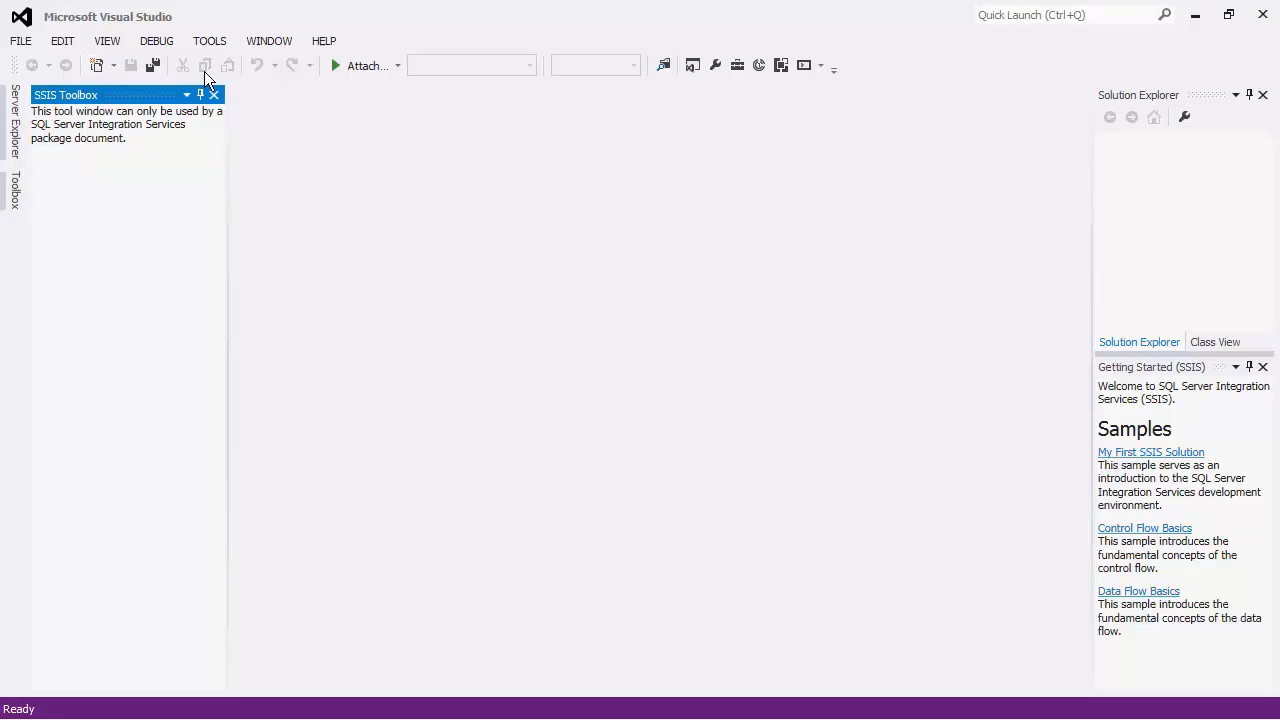 Microsoft Visual Studio
Quick Launch (Ctrl+Q)
FILE EDIT VIEW DEBUG TOOLS WINDOW HELP
Attach...
Server Explorer
Toolbox
SSIS Toolbox
This tool window can only be used by a
SQL Server Integration Services
package document.
Solution Explorer
Solution Explorer Class View
Getting Started (SSIS)
Welcome to SQL Server Integration
Services (SSIS).
Samples
My First SSIS Solution
This sample serves as an
introduction to the SQL Server
Integration Services development
environment.
Control Flow Basics
This sample introduces the
fundamental concepts of the
control flow.
Data Flow Basics
This sample introduces the
fundamental concepts of the data
flow.
Ready